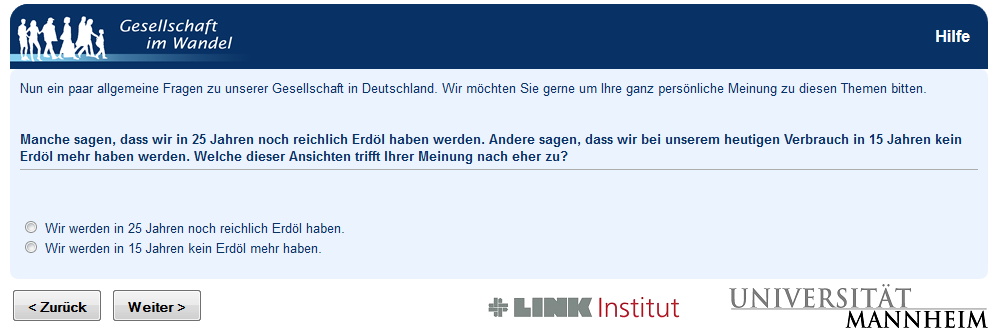 Gesellschaft
im Wandel
Hilfe
Nun ein paar allgemeine Fragen zu unserer Gesellschaft in Deutschland. Wir möchten Sie gerne um Ihre ganz persönliche Meinung zu diesen Themen bitten.
Manche sagen, dass wir in 25 Jahren noch reichlich Erdöl haben werden. Andere sagen, dass wir bei unserem heutigen Verbrauch in 15 Jahren kein
Erdöl mehr haben werden. Welche dieser Ansichten trifft Ihrer Meinung nach eher zu?
Wir werden in 25 Jahren noch reichlich Erdöl haben.
Wir werden in 15 Jahren kein Erdöl mehr haben.
< Zurück
Weiter >
LINK Institut
UNIVERSITÄT
MANNHEIM